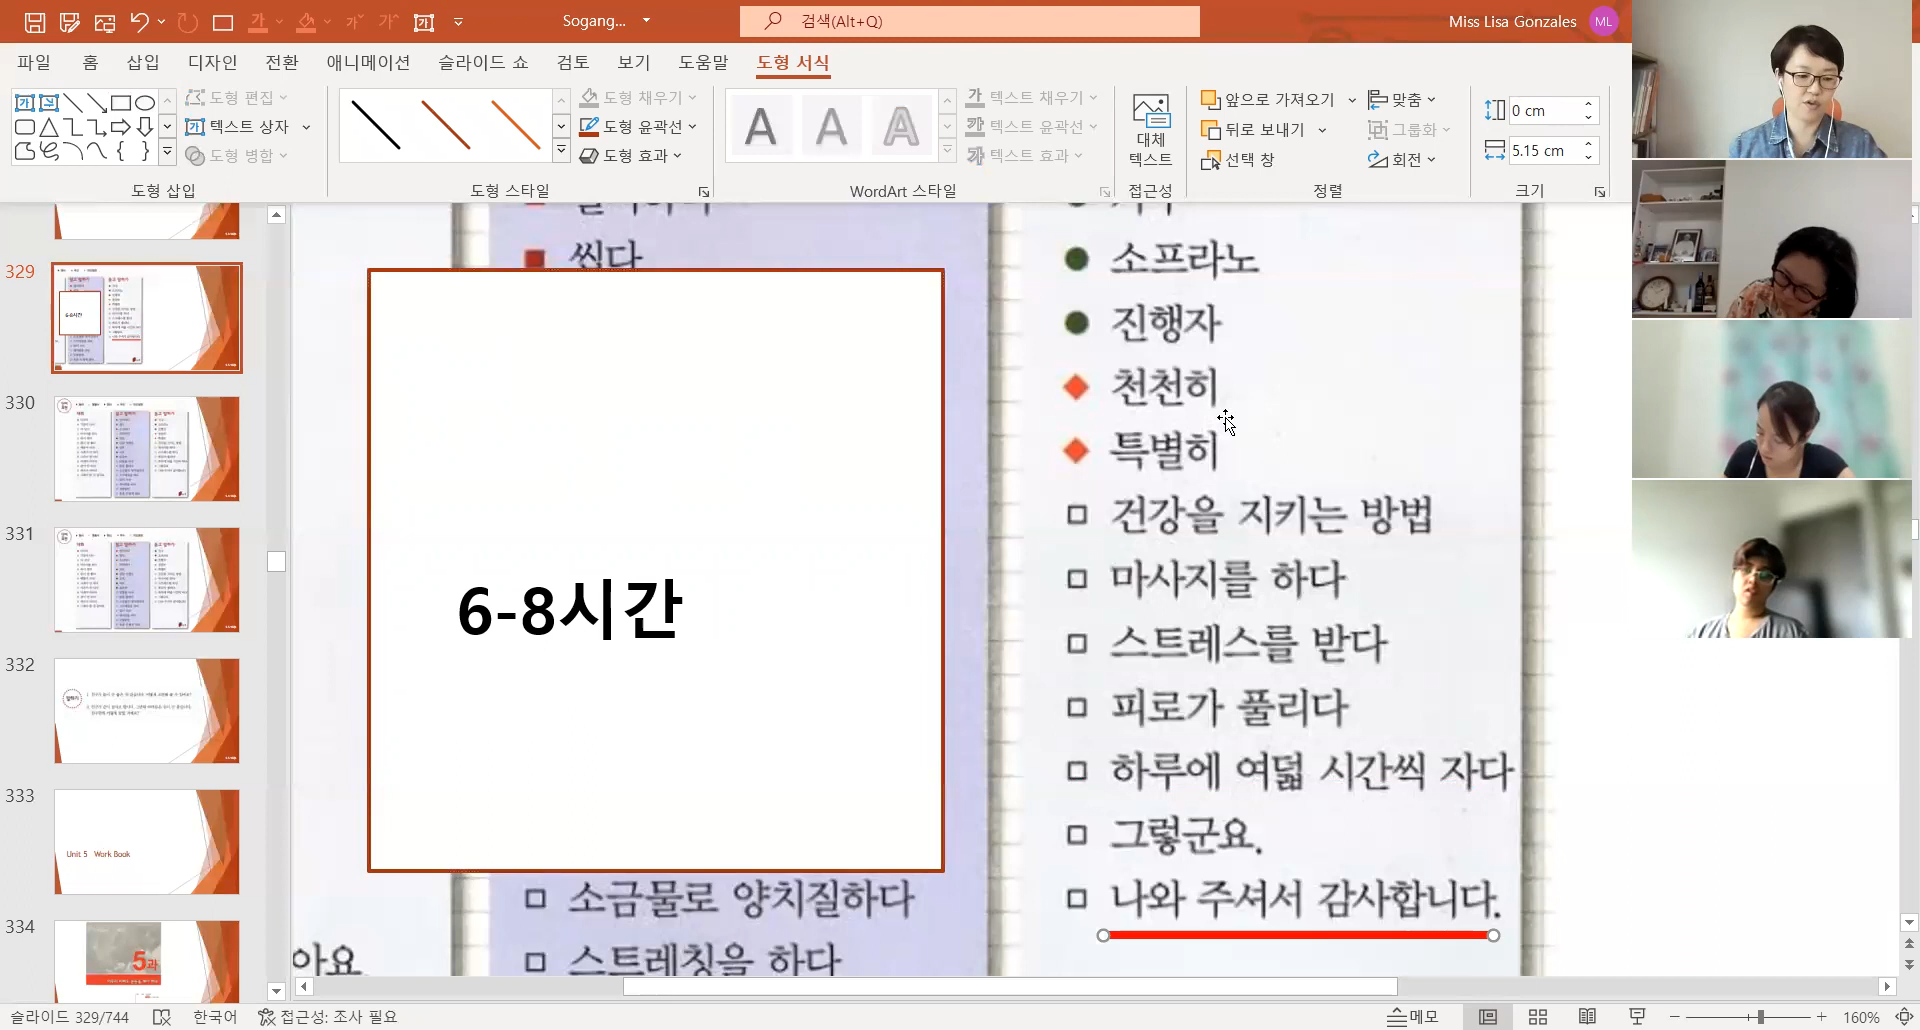 Sogang...
검색(Alt+Q)
Miss Lisa Gonzales
ML
파일 홈 삽입 디자인 전환 애니메이션 슬라이드 쇼 검토 보기 도움말 도형 서식
도형 편집
텍스트 상자
도형 병합
도형 삽입
도형 채우기
도형 윤곽선
도형 효과
도형 스타일
텍스트 채우기
텍스트 윤곽선
텍스트 효과
WordArt 스타일
대체
텍스트
접근성
앞으로 가져오기
뒤로 보내기
선택 창
맞춤
그룹화
회전
정렬
0 cm
5.15 cm
크기
329
330
331
332
333
Unit 5 Work Book
334
5과
씹다
6-8시간
소금물로 양치질하다
스트레칭을 하다
아요
소프라노
진행자
천천히
특별히
건강을 지키는 방법
마사지를 하다
스트레스를 받다
피로가 풀리다
하루에 여덟 시간씩 자다
그렇군요.
나와 주셔서 감사합니다.
슬라이드 329/744
한국어
접근성: 조사 필요
메모
160%